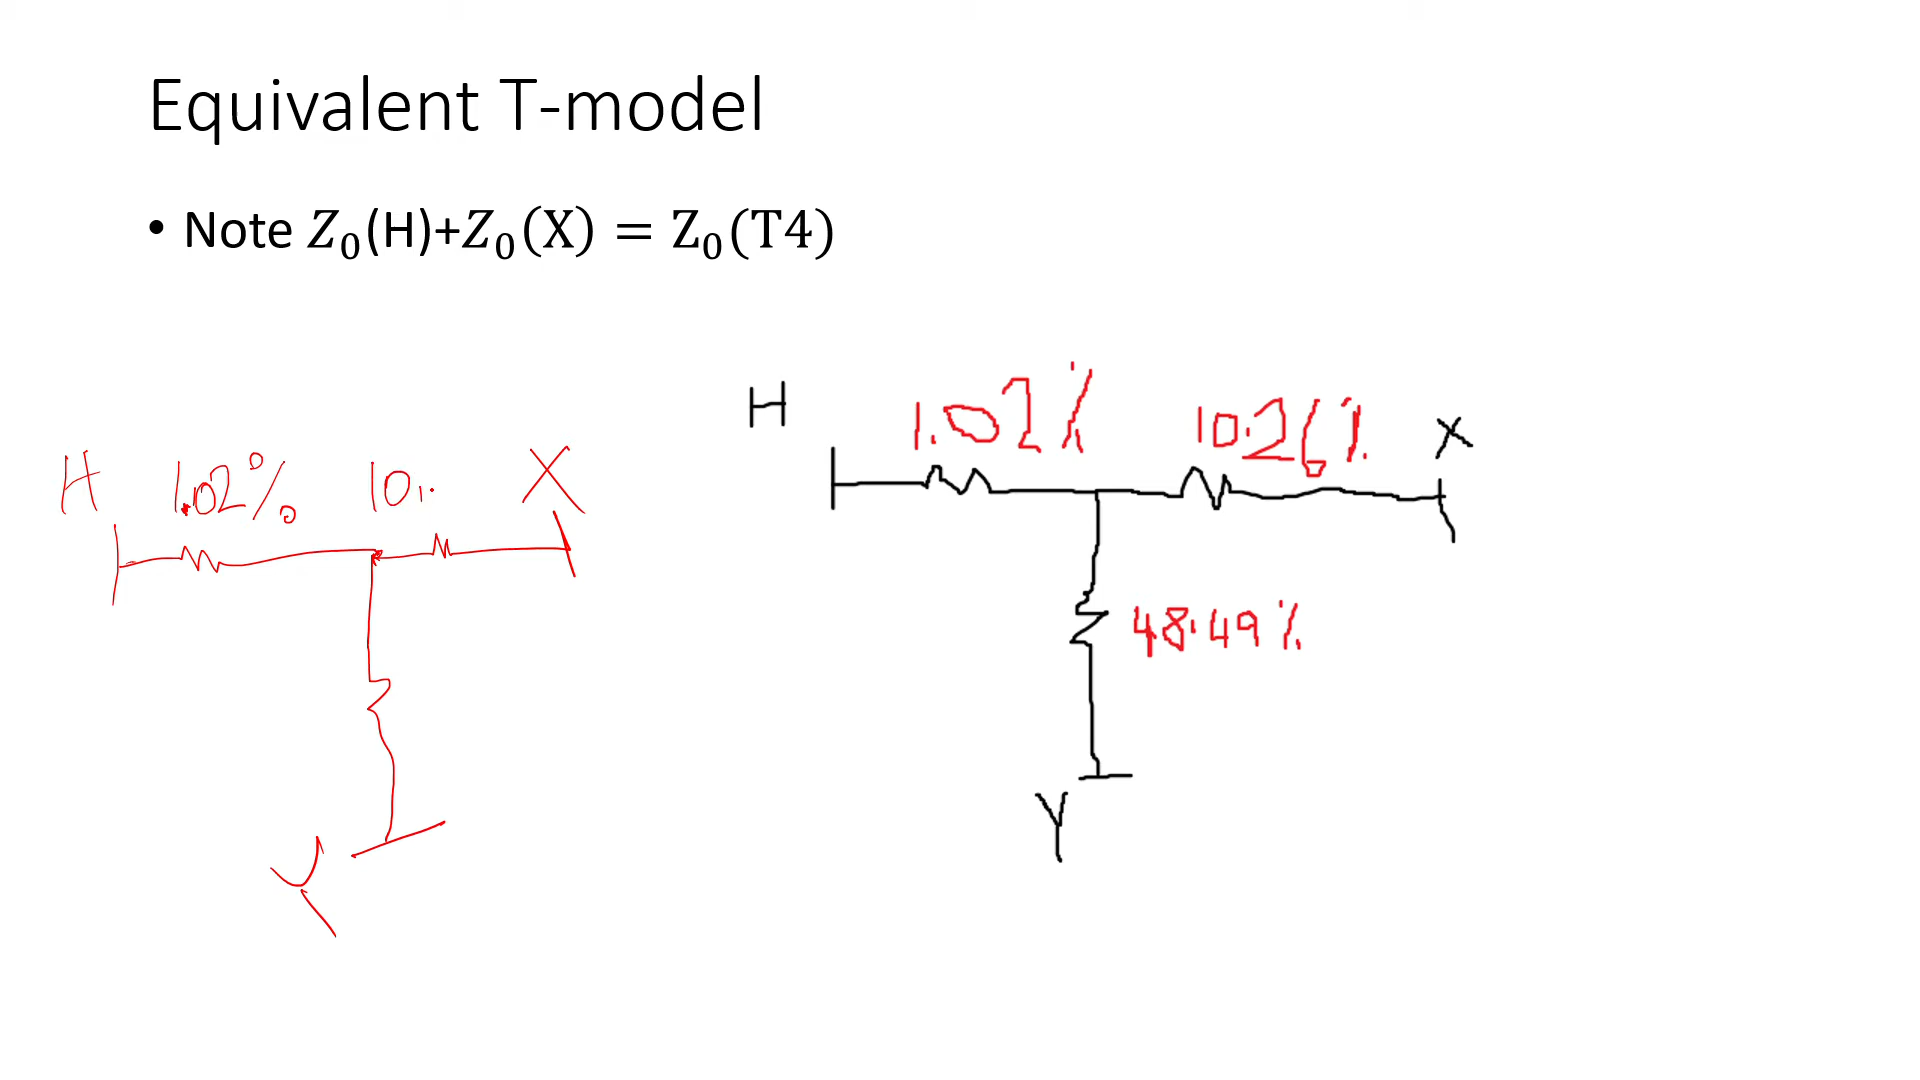 Equivalent T-model
• Note Z₀(H)+Z₀(X) = Z₀(T4)
H 1.02% 10. X
Y
H 1.02% 10.26% X
48.49%
Y